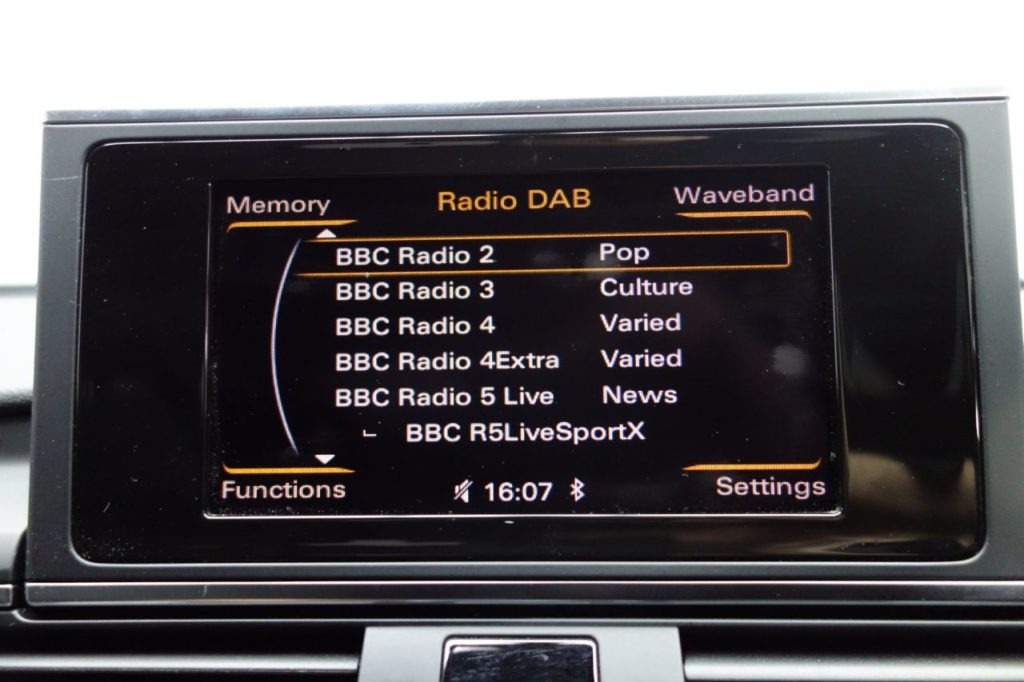 Memory Radio DAB Waveband
BBC Radio 2 Pop
BBC Radio 3 Culture
BBC Radio 4 Varied
BBC Radio 4Extra Varied
BBC Radio 5 Live News
BBC R5LiveSportX
Functions 16:07 Settings